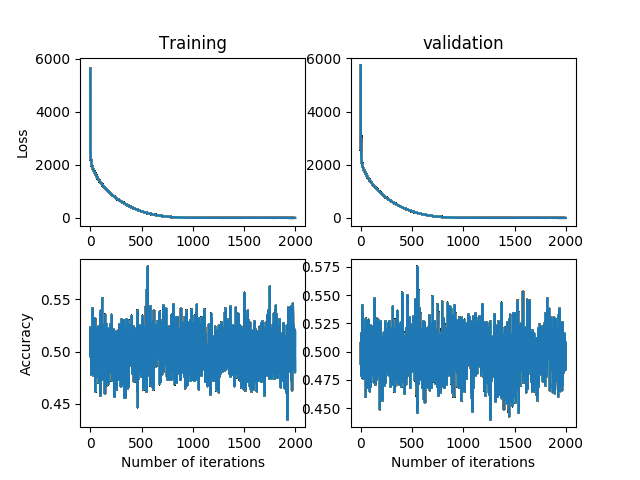 Training
validation
6000
4000
2000
0
Loss
0 500 1000 1500 2000
6000
4000
2000
0
0 500 1000 1500 2000
0.55
0.50
0.45
Accuracy
0 500 1000 1500 2000
Number of iterations
0.575
0.550
0.525
0.500
0.475
0.450
0 500 1000 1500 2000
Number of iterations